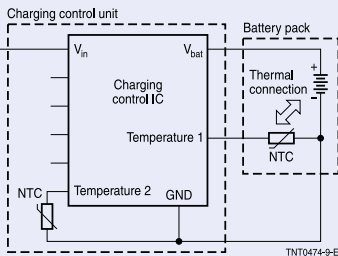 Charging control unit
Battery pack
Vin
Vbat
Thermal
connection
+
-
Charging
control IC
Temperature 1
NTC
NTC
Temperature 2
GND
TNT0474-9-E